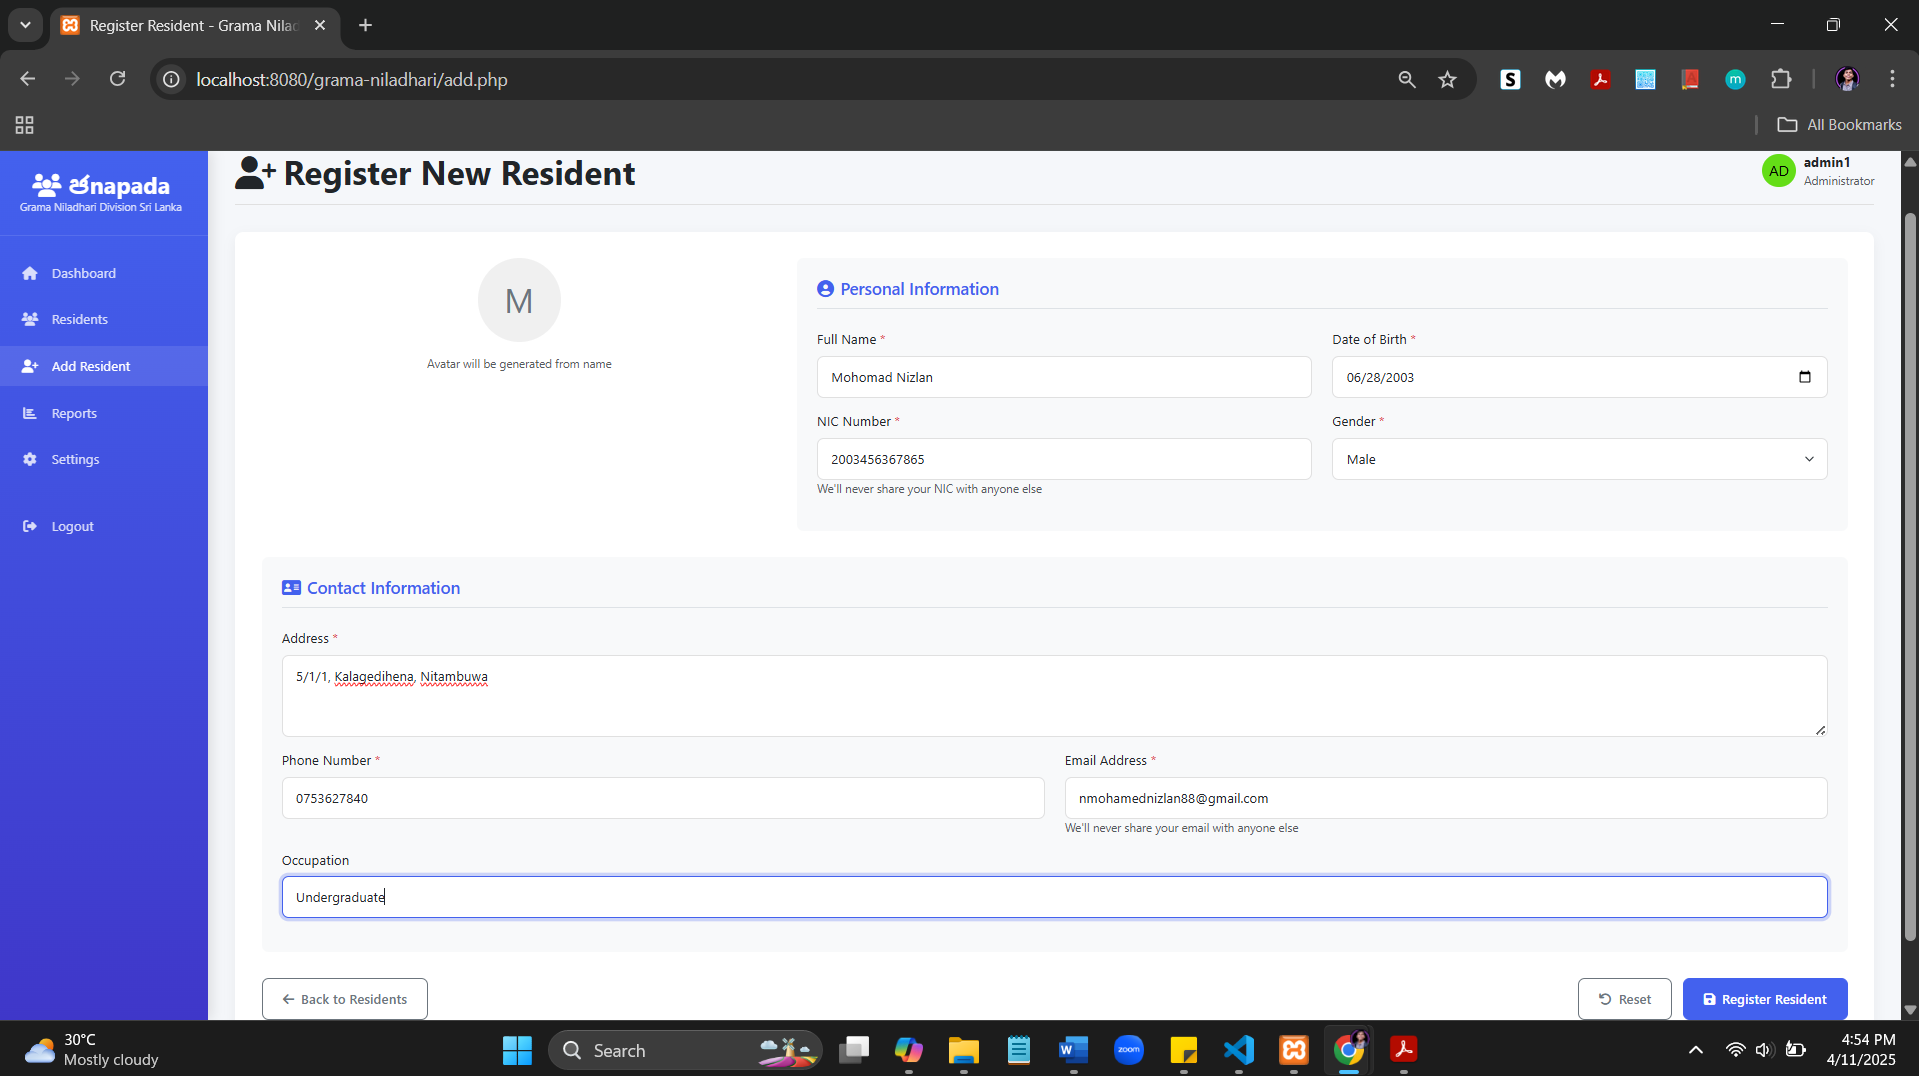 Register Resident - Grama Nilad
localhost:8080/grama-niladhari/add.php
All Bookmarks
ජnapada
Grama Niladhari Division Sri Lanka
Dashboard
Residents
Add Resident
Reports
Settings
Logout
Register New Resident
AD
admin1
Administrator
M
Avatar will be generated from name
Personal Information
Full Name *
Date of Birth *
Mohomad Nizlan
06/28/2003
NIC Number *
Gender *
2003456367865
Male
We'll never share your NIC with anyone else
Contact Information
Address *
5/1/1, Kalagedihena, Nitambuwa
Phone Number *
Email Address *
0753627840
nmohamednizlan88@gmail.com
We'll never share your email with anyone else
Occupation
Undergraduate
Back to Residents
Reset
Register Resident
30°C
Mostly cloudy
Search
zoom
4:54 PM
4/11/2025